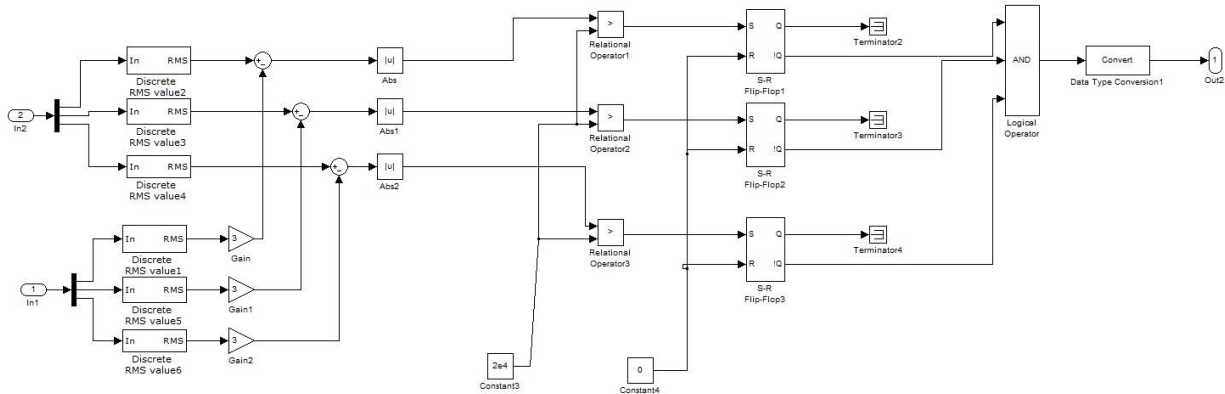 In RMS
Discrete
RMS value2
+_
|u|
Abs
>
Relational
Operator1
S Q
R !Q
S-R
Flip-Flop1
Terminator2
AND
Logical
Operator
Convert
Data Type Conversion1
1
Out2
2
In2
In RMS
Discrete
RMS value3
+_
|u|
Abs1
>
Relational
Operator2
S Q
R !Q
S-R
Flip-Flop2
Terminator3
In RMS
Discrete
RMS value4
+_
|u|
Abs2
>
Relational
Operator3
S Q
R !Q
S-R
Flip-Flop3
Terminator4
1
In1
In RMS
Discrete
RMS value1
3
Gain
In RMS
Discrete
RMS value5
3
Gain1
In RMS
Discrete
RMS value6
3
Gain2
2e4
Constant3
0
Constant4